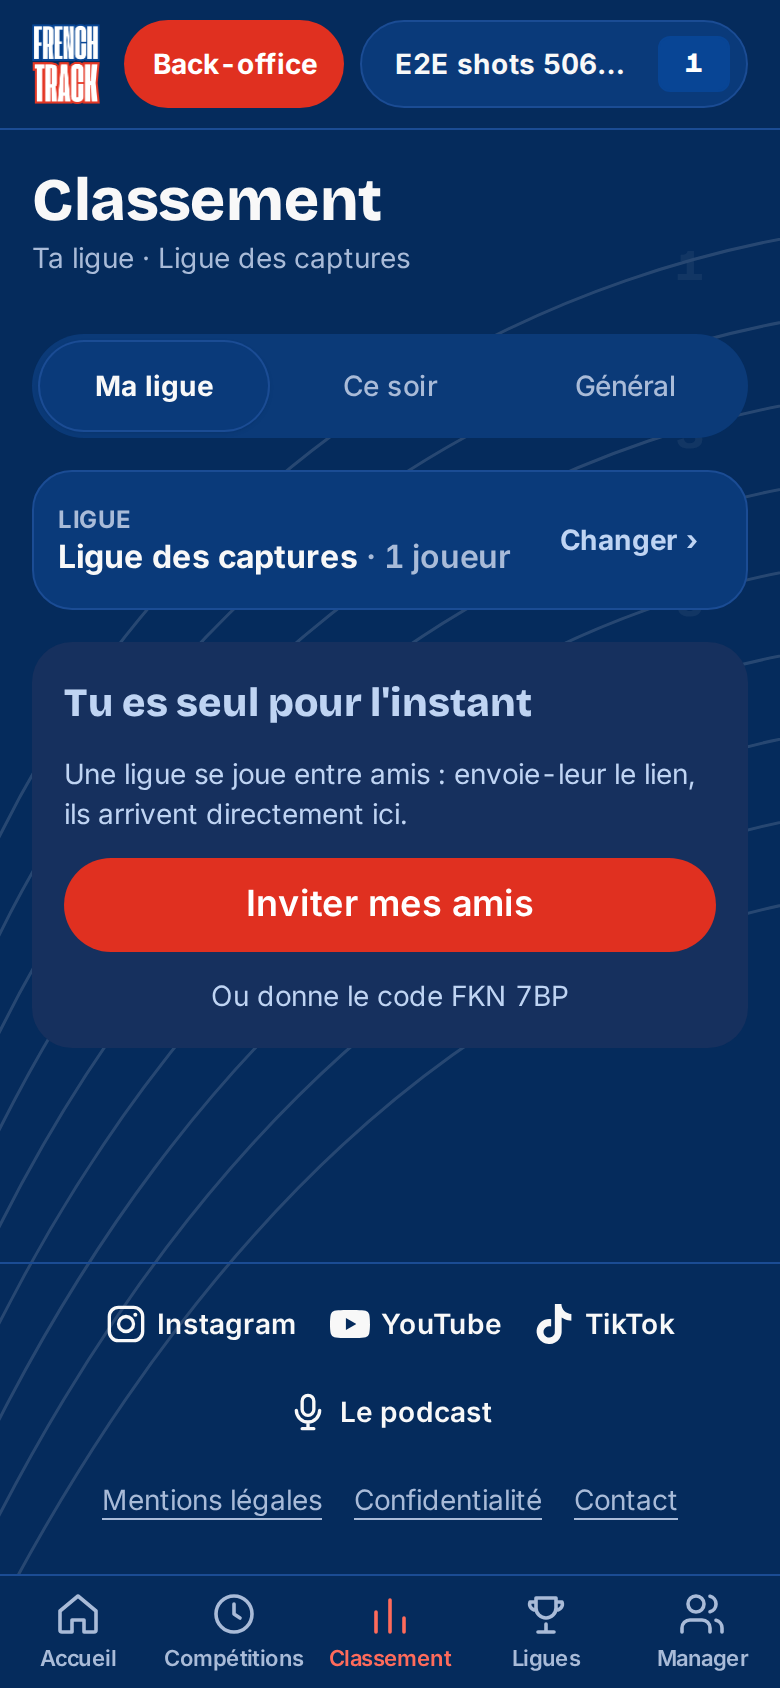 FRENCH
TRACK
Back-office
E2E shots 506...
1
Classement
Ta ligue · Ligue des captures
1
Ma ligue
Ce soir
Général
LIGUE
Ligue des captures · 1 joueur
Changer ›
Tu es seul pour l'instant
Une ligue se joue entre amis : envoie-leur le lien,
ils arrivent directement ici.
Inviter mes amis
Ou donne le code FKN 7BP
Instagram
YouTube
TikTok
Le podcast
Mentions légales
Confidentialité
Contact
Accueil
Compétitions
Classement
Ligues
Manager